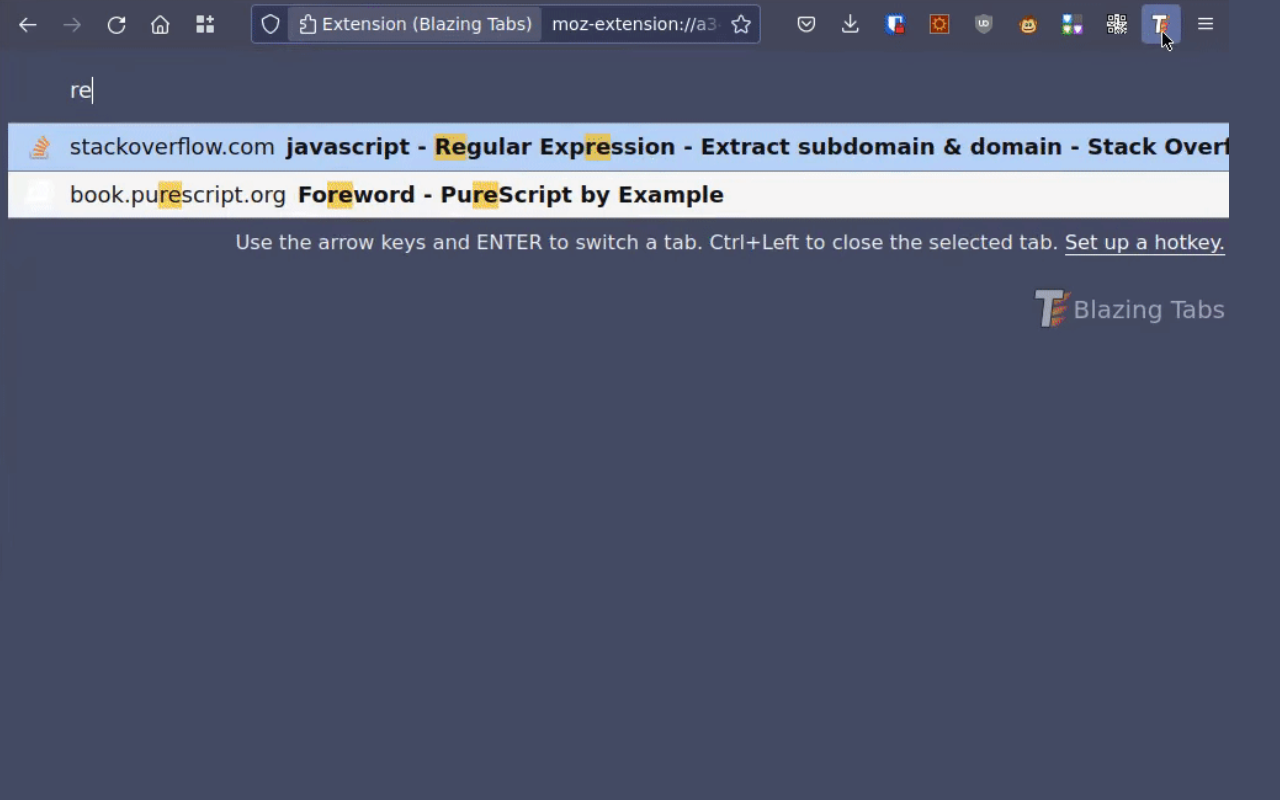 Extension (Blazing Tabs) moz-extension://a3
re
stackoverflow.com javascript - Regular Expression - Extract subdomain & domain - Stack Overf
book.purescript.org Foreword - PureScript by Example
Use the arrow keys and ENTER to switch a tab. Ctrl+Left to close the selected tab. Set up a hotkey.
Blazing Tabs